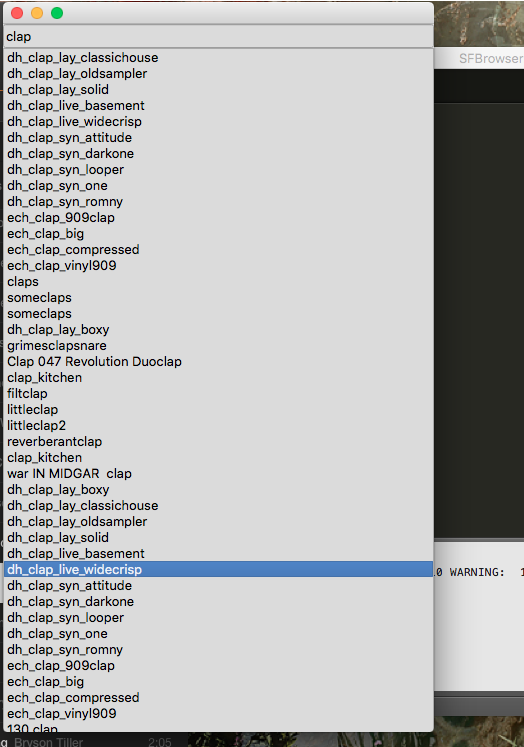 clap
SFBrowser
dh_clap_lay_classichouse
dh_clap_lay_oldsampler
dh_clap_lay_solid
dh_clap_live_basement
dh_clap_live_widecrisp
dh_clap_syn_attitude
dh_clap_syn_darkone
dh_clap_syn_looper
dh_clap_syn_one
dh_clap_syn_romny
ech_clap_909clap
ech_clap_big
ech_clap_compressed
ech_clap_vinyl909
claps
someclaps
someclaps
dh_clap_lay_boxy
grimesclapsnare
Clap 047 Revolution Duoclap
clap_kitchen
filtclap
littleclap
littleclap2
reverberantclap
clap_kitchen
war IN MIDGAR  clap
dh_clap_lay_boxy
dh_clap_lay_classichouse
dh_clap_lay_oldsampler
dh_clap_lay_solid
dh_clap_live_basement
dh_clap_live_widecrisp
0 WARNING: 1
dh_clap_syn_attitude
dh_clap_syn_darkone
dh_clap_syn_looper
dh_clap_syn_one
dh_clap_syn_romny
ech_clap_909clap
ech_clap_big
ech_clap_compressed
ech_clap_vinyl909
130 clap
g Bryson Tiller 2:05